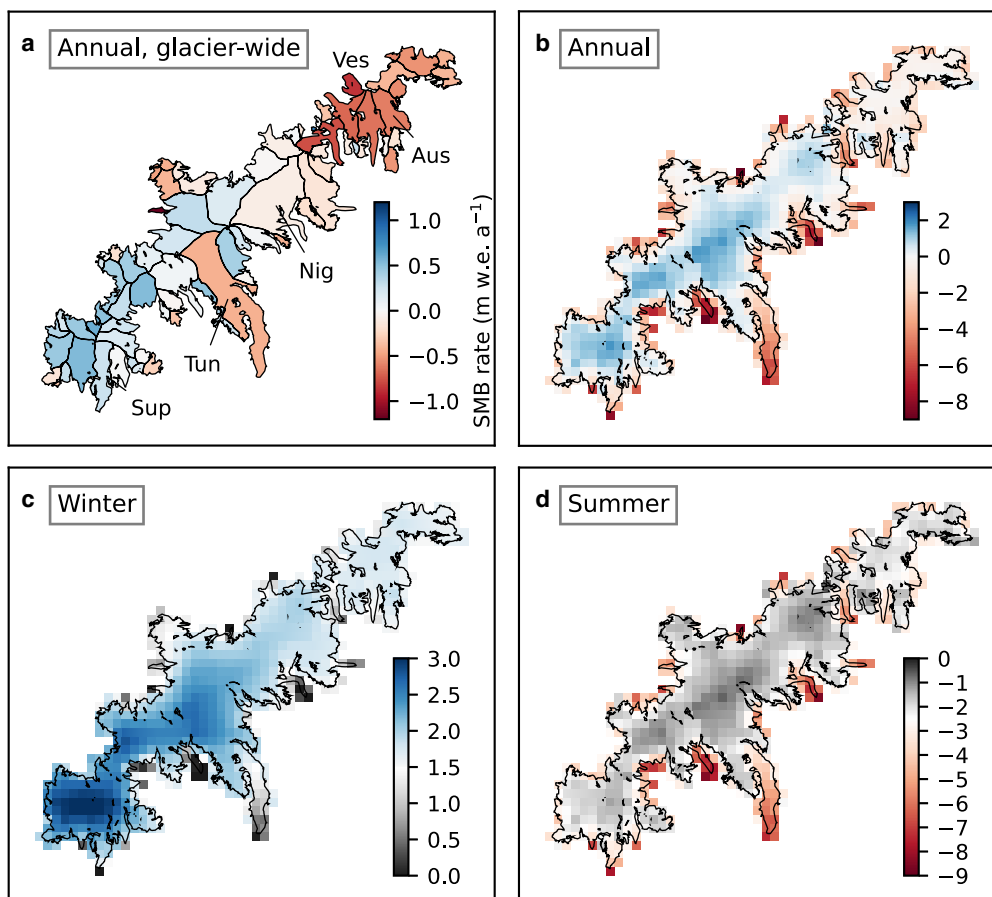 a Annual, glacier-wide
Ves
Aus
Nig
Tun
Sup
1.0
0.5
0.0
−0.5
−1.0
SMB rate (m w.e. a⁻¹)
b Annual
2
0
−2
−4
−6
−8
c Winter
3.0
2.5
2.0
1.5
1.0
0.5
0.0
d Summer
0
−1
−2
−3
−4
−5
−6
−7
−8
−9